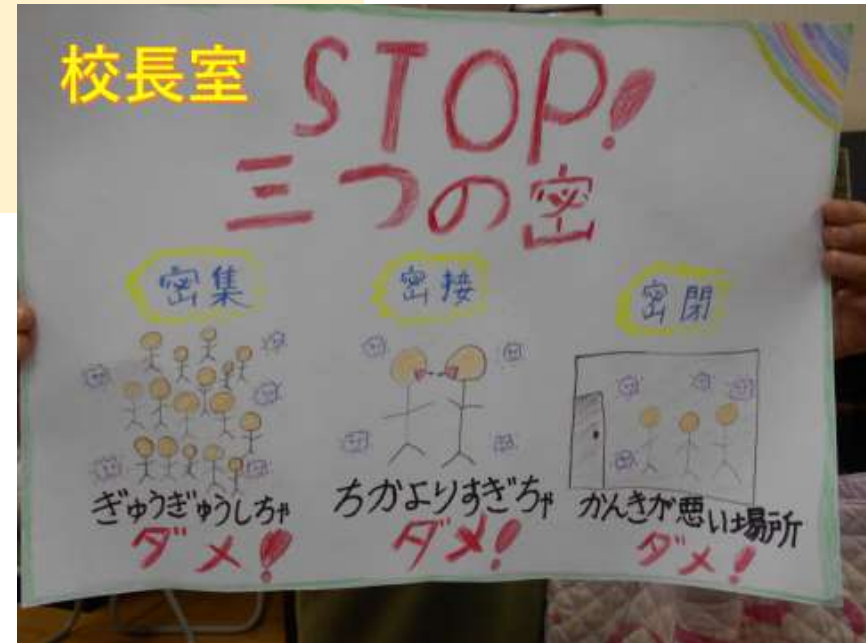 校長室
STOP!
三つの密
密集
密接
密閉
ぎゅうぎゅうしちゃ
ダメ!
ちかよりすぎちゃ
ダメ!
かんきが悪い場所
ダメ!